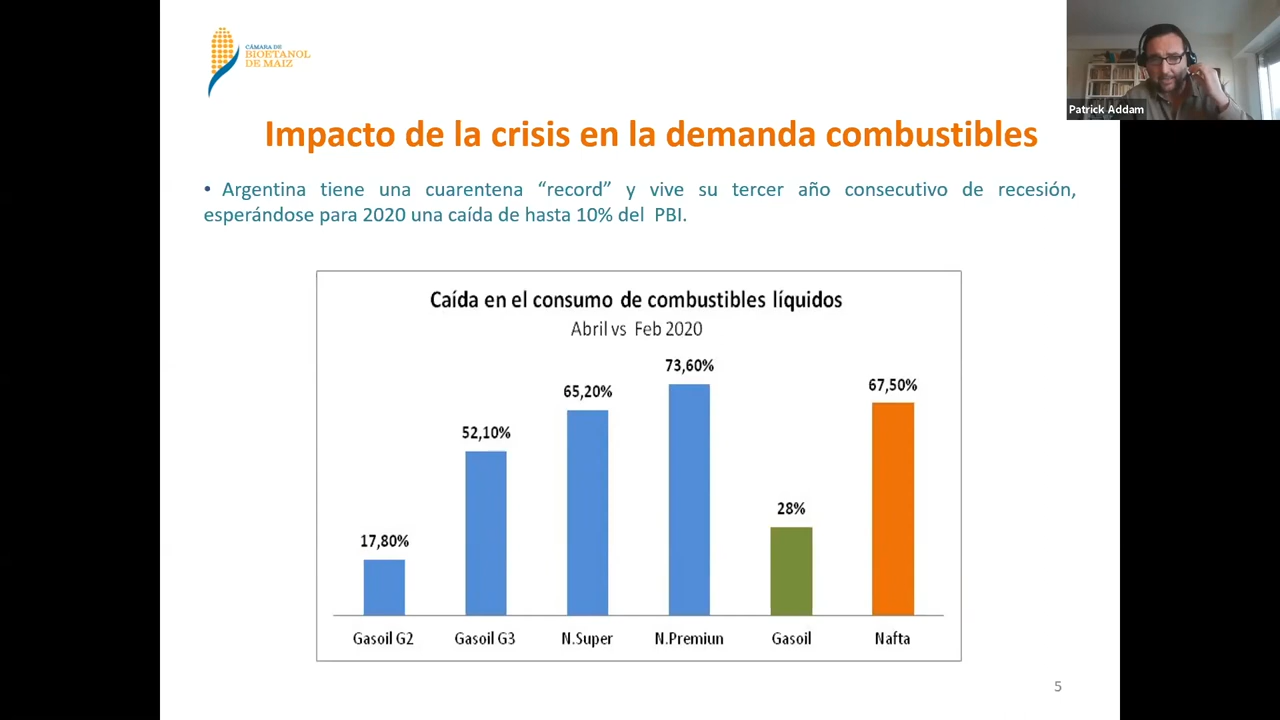 CÁMARA DE
BIOETANOL
DE MAIZ
Patrick Addam
Impacto de la crisis en la demanda combustibles
• Argentina tiene una cuarentena “record” y vive su tercer año consecutivo de recesión,
esperándose para 2020 una caída de hasta 10% del PBI.
Caída en el consumo de combustibles líquidos
Abril vs Feb 2020
17,80%
52,10%
65,20%
73,60%
28%
67,50%
Gasoil G2
Gasoil G3
N.Super
N.Premiun
Gasoil
Nafta
5